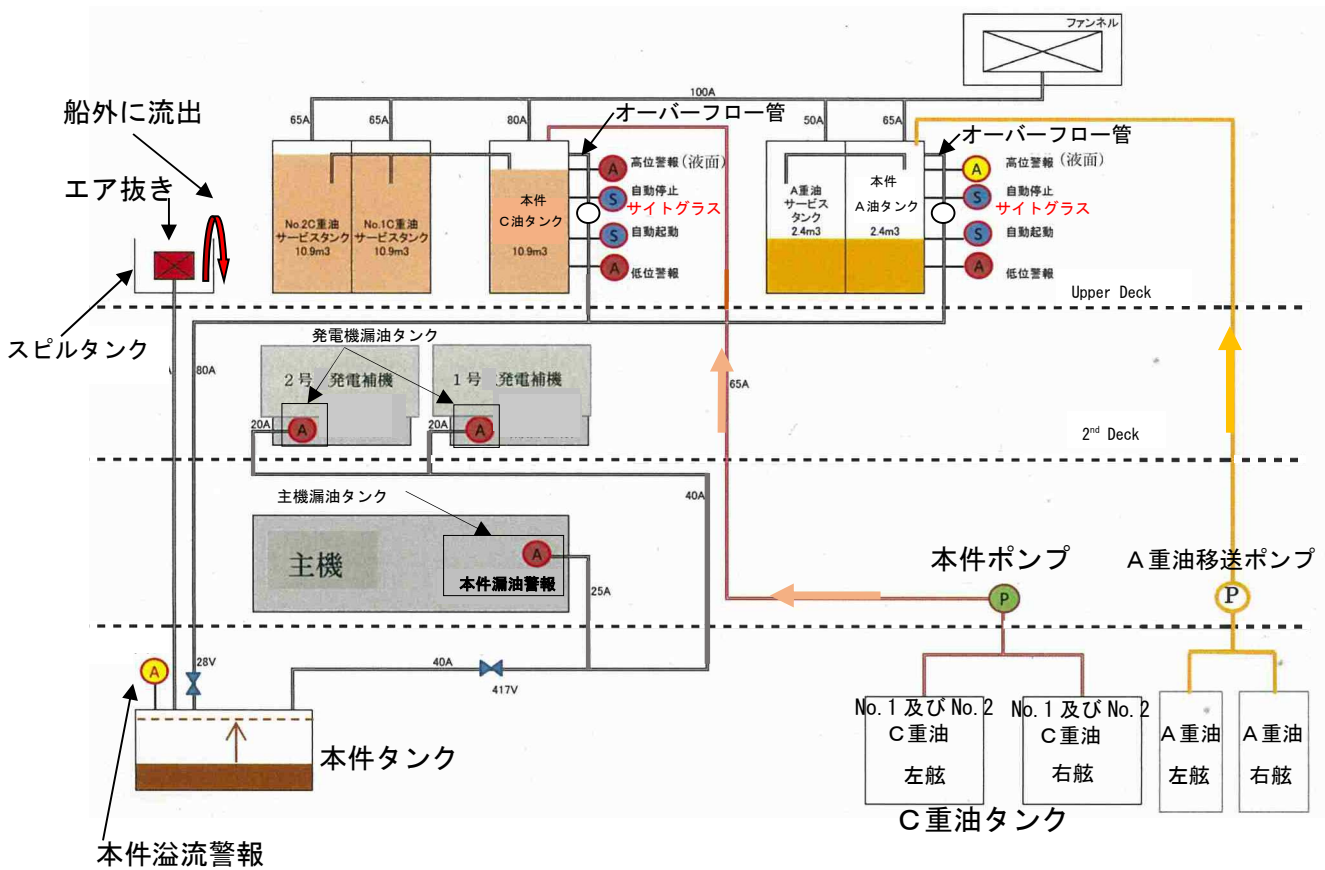 ファンネル
100A
船外に流出
エア抜き
スピルタンク
65A
65A
80A
50A
65A
オーバーフロー管
オーバーフロー管
No.2C重油
サービスタンク
10.9m3
No.1C重油
サービスタンク
10.9m3
本件
C油タンク
10.9m3
A 高位警報(液面)
S 自動停止
サイトグラス
S 自動起動
A 低位警報
A重油
サービス
タンク
2.4m3
本件
A油タンク
2.4m3
A 高位警報(液面)
S 自動停止
サイトグラス
S 自動起動
A 低位警報
Upper Deck
発電機漏油タンク
80A
2号 発電補機
1号 発電補機
20A
A
20A
A
65A
2nd Deck
主機漏油タンク
40A
主機
A
本件漏油警報
25A
本件ポンプ
P
A重油移送ポンプ
P
A
28V
40A
417V
本件タンク
本件溢流警報
No.1及びNo.2
C重油
左舷
No.1及びNo.2
C重油
右舷
C重油タンク
A重油
左舷
A重油
右舷